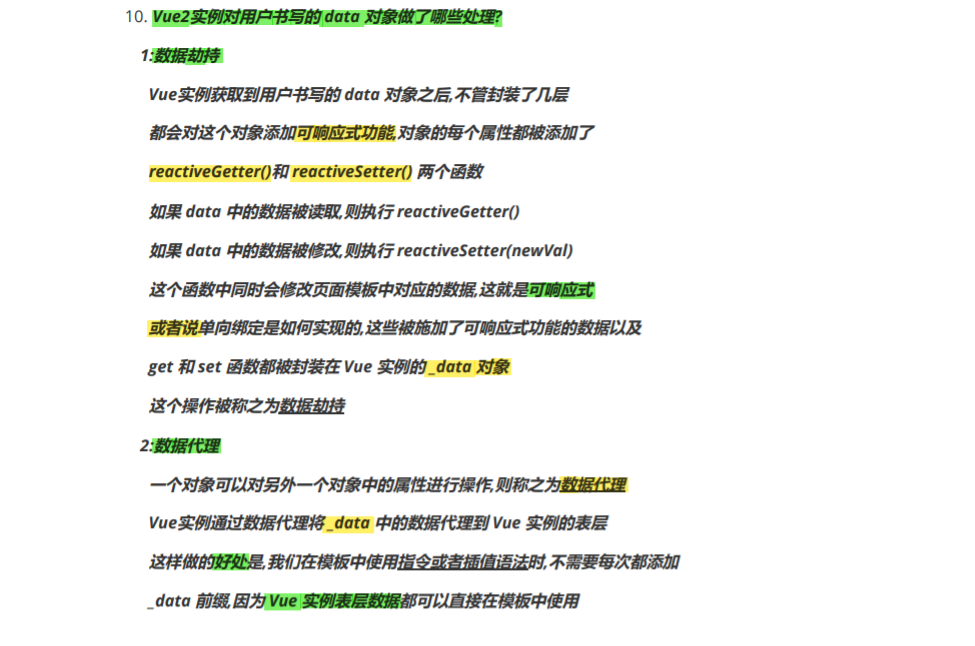 10. Vue2实例对用户书写的 data 对象做了哪些处理?
1:数据劫持
Vue实例获取到用户书写的 data 对象之后,不管封装了几层
都会对这个对象添加可响应式功能,对象的每个属性都被添加了
reactiveGetter()和 reactiveSetter() 两个函数
如果 data 中的数据被读取,则执行 reactiveGetter()
如果 data 中的数据被修改,则执行 reactiveSetter(newVal)
这个函数中同时会修改页面模板中对应的数据,这就是可响应式
或者说单向绑定是如何实现的,这些被施加了可响应式功能的数据以及
get 和 set 函数都被封装在 Vue 实例的 _data 对象
这个操作被称之为数据劫持
2:数据代理
一个对象可以对另外一个对象中的属性进行操作,则称之为数据代理
Vue实例通过数据代理将 _data 中的数据代理到 Vue 实例的表层
这样做的好处是,我们在模板中使用指令或者插值语法时,不需要每次都添加
_data 前缀,因为 Vue 实例表层数据都可以直接在模板中使用